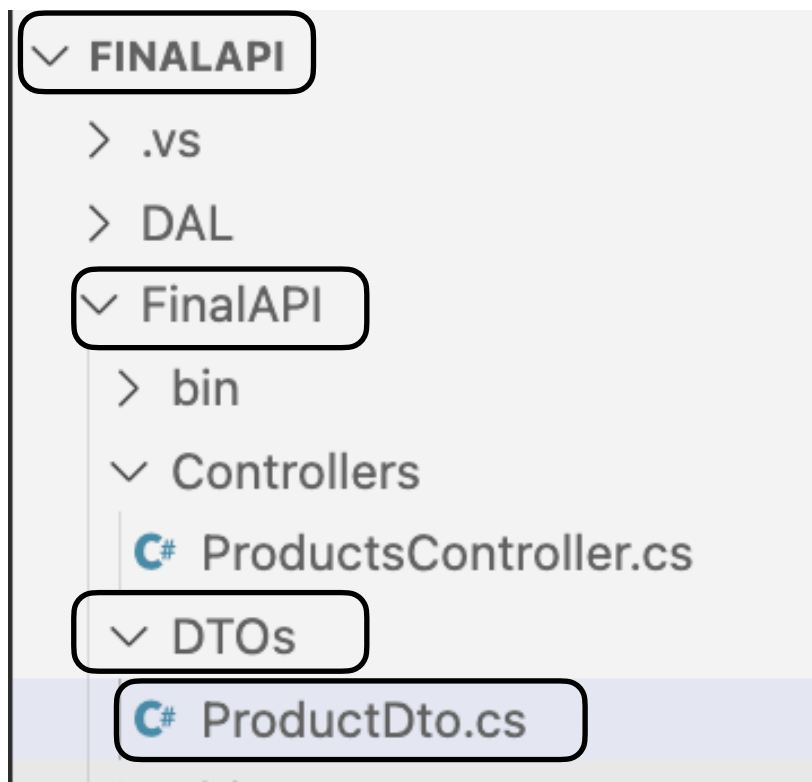 FINALAPI
.vs
DAL
FinalAPI
bin
Controllers
C# ProductsController.cs
DTOs
C# ProductDto.cs